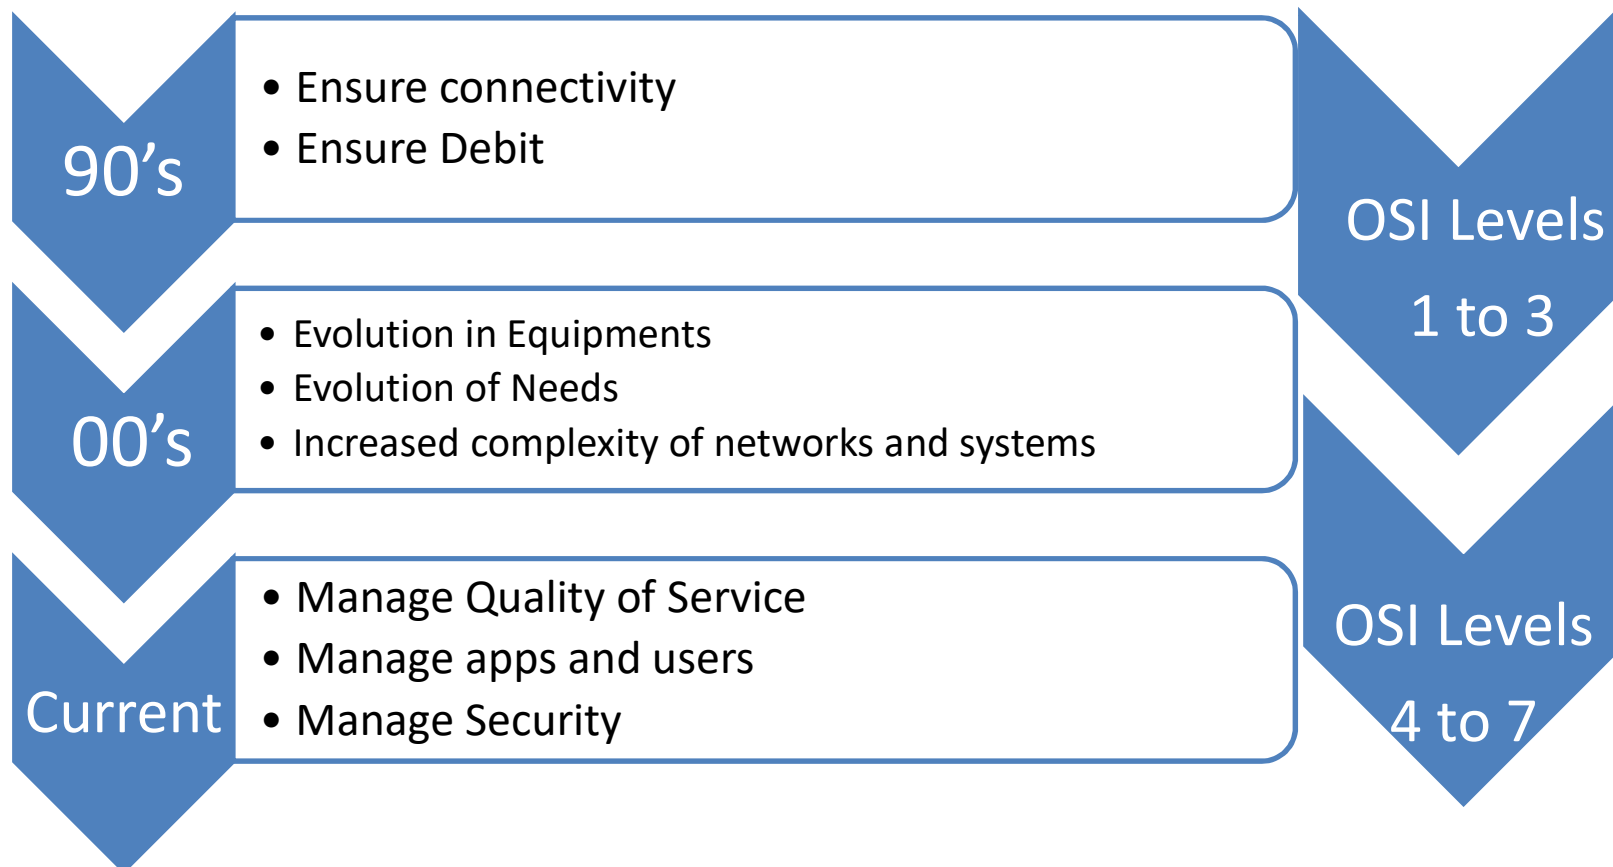 90’s
• Ensure connectivity
• Ensure Debit
00’s
• Evolution in Equipments
• Evolution of Needs
• Increased complexity of networks and systems
Current
• Manage Quality of Service
• Manage apps and users
• Manage Security
OSI Levels
1 to 3
OSI Levels
4 to 7